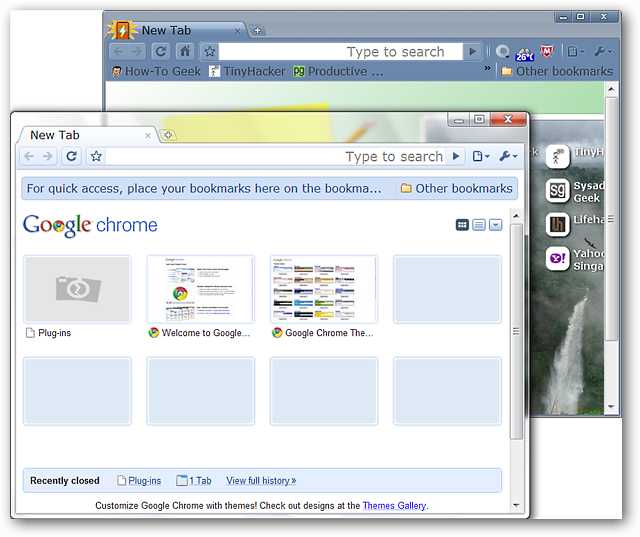 New Tab
Type to search
26°C
How-To Geek
TinyHacker
Productive ...
»
Other bookmarks
New Tab
Type to search
For quick access, place your bookmarks here on the bookma...
Other bookmarks
Google chrome
TinyH
Sysad
Geek
Lifeha
Yahoo
Singa
Plug-ins
Welcome to Google...
Google Chrome The...
Recently closed
Plug-ins
1 Tab
View full history »
Customize Google Chrome with themes! Check out designs at the Themes Gallery.